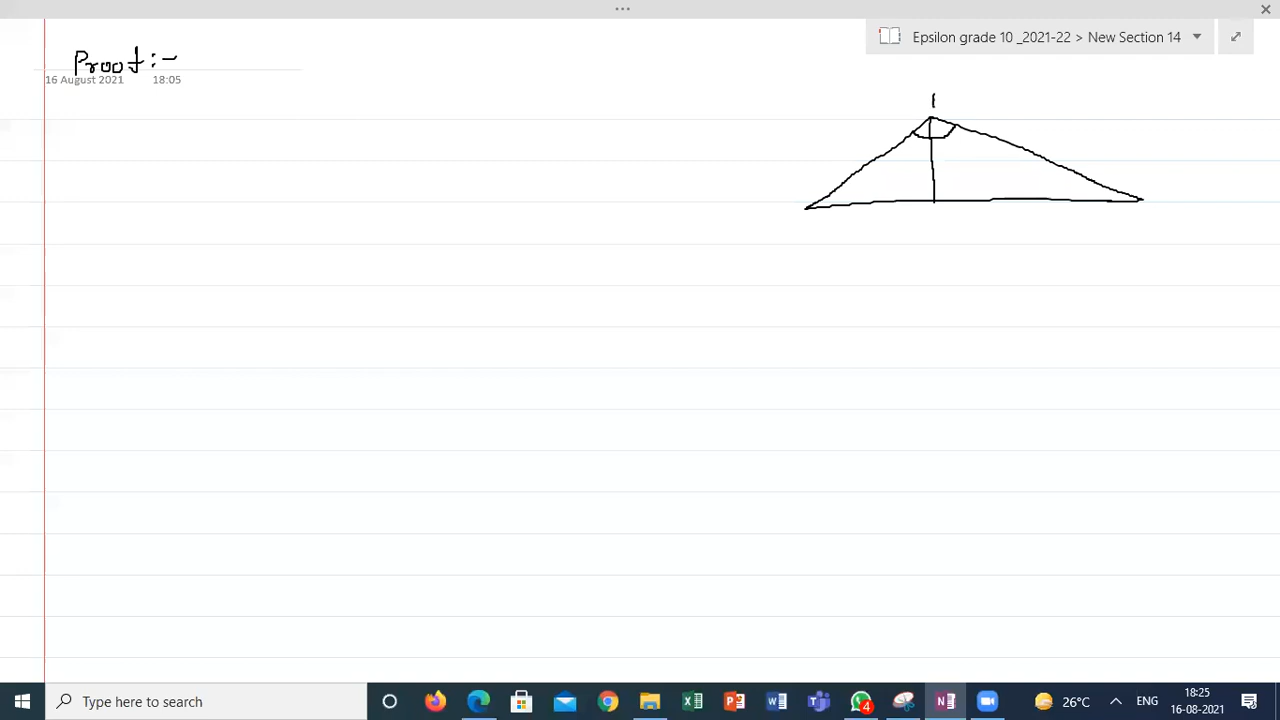 Epsilon grade 10 _2021-22 > New Section 14
Proof :-
16 August 2021 18:05
Type here to search
4
26°C
ENG
18:25
16-08-2021